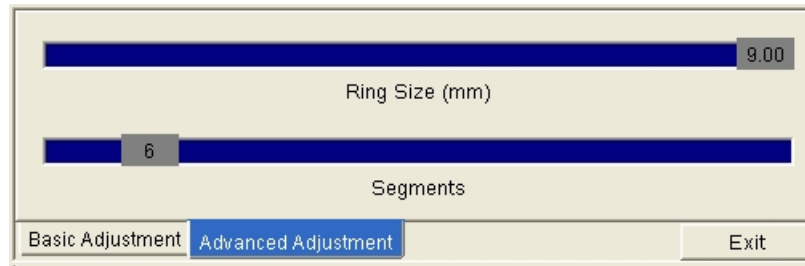 9.00
Ring Size (mm)
6
Segments
Basic Adjustment Advanced Adjustment Exit